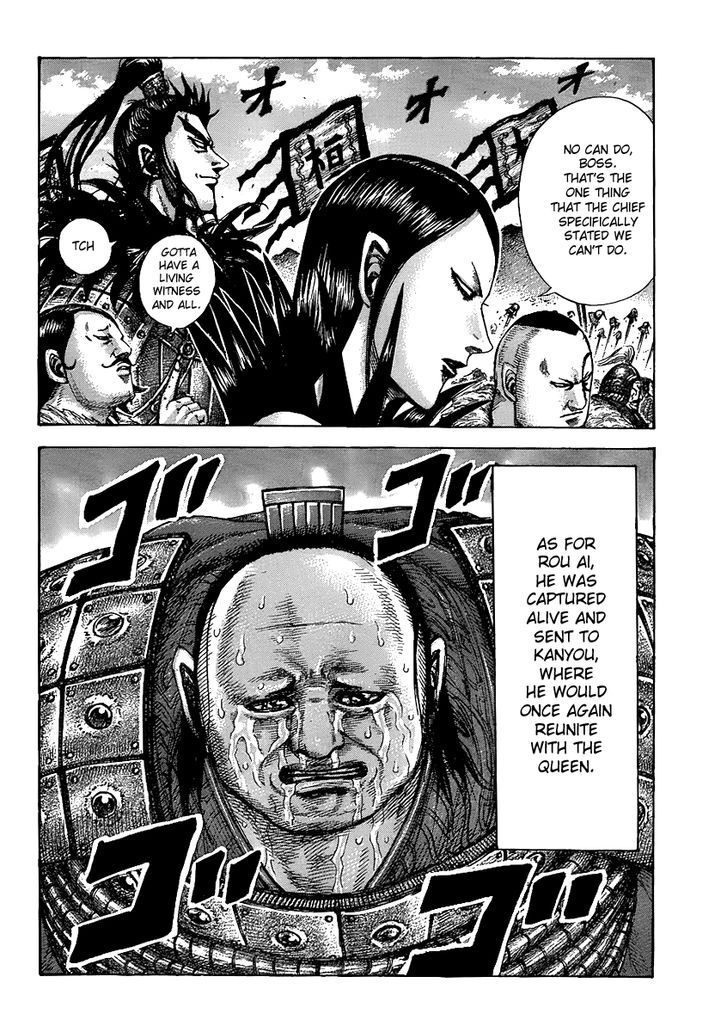 NO CAN DO,
BOSS.
THAT'S THE
ONE THING
THAT THE CHIEF
SPECIFICALLY
STATED WE
CAN'T DO.
オ
オ
オ
桓
TCH
GOTTA
HAVE A
LIVING
WITNESS
AND ALL.
ゴ
ゴ
AS FOR
ROU AI,
HE WAS
CAPTURED
ALIVE AND
SENT TO
KANYOU,
WHERE
HE WOULD
ONCE AGAIN
REUNITE
WITH THE
QUEEN.
ゴ
ゴ